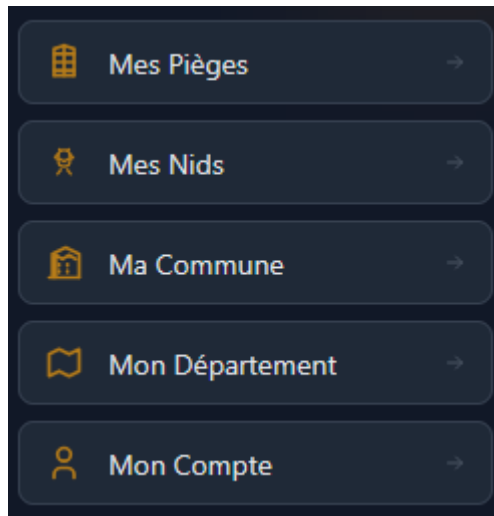 Mes Pièges
Mes Nids
Ma Commune
Mon Département
Mon Compte